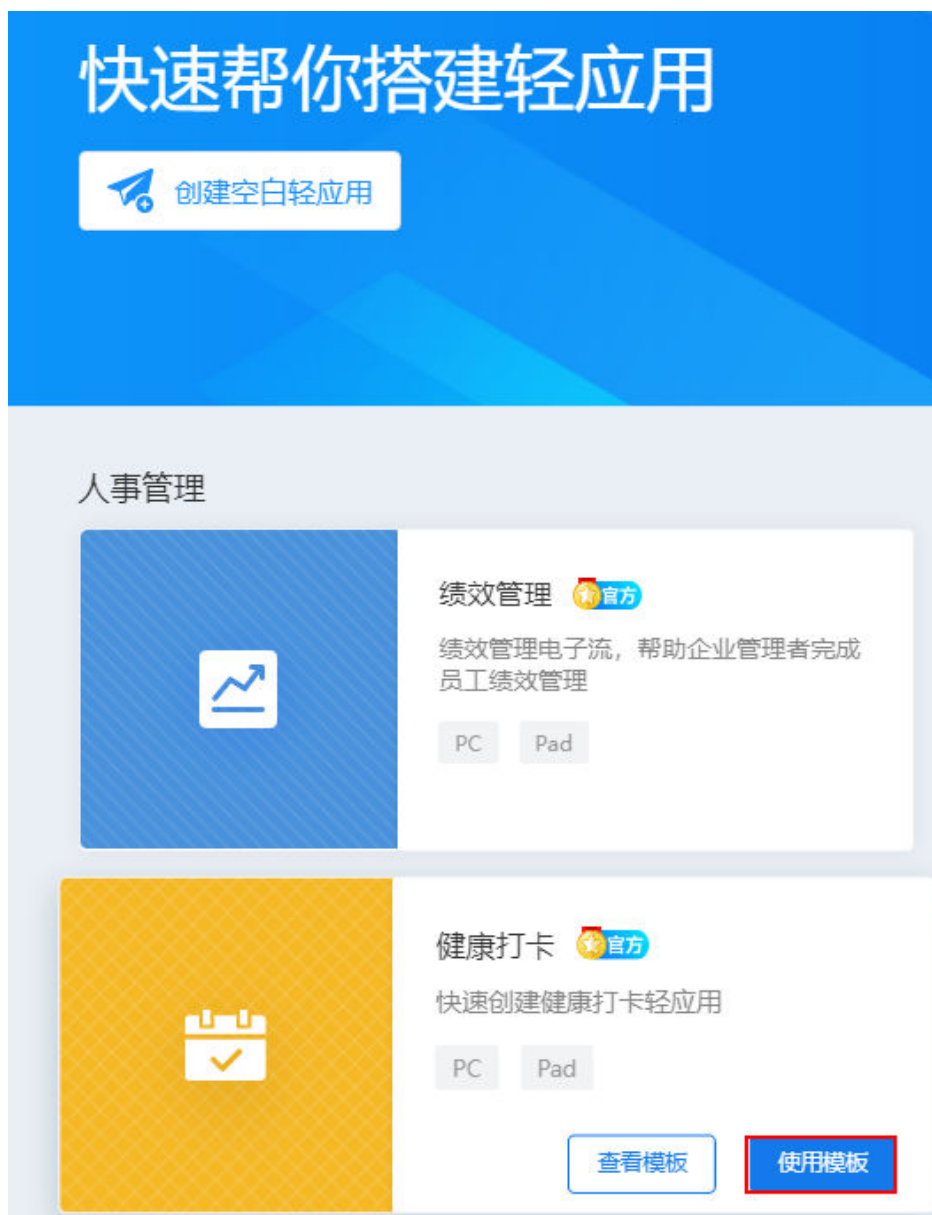 快速帮你搭建轻应用
创建空白轻应用
人事管理
绩效管理 官方
绩效管理电子流，帮助企业管理者完成
员工绩效管理
PC Pad
健康打卡 官方
快速创建健康打卡轻应用
PC Pad
查看模板 使用模板